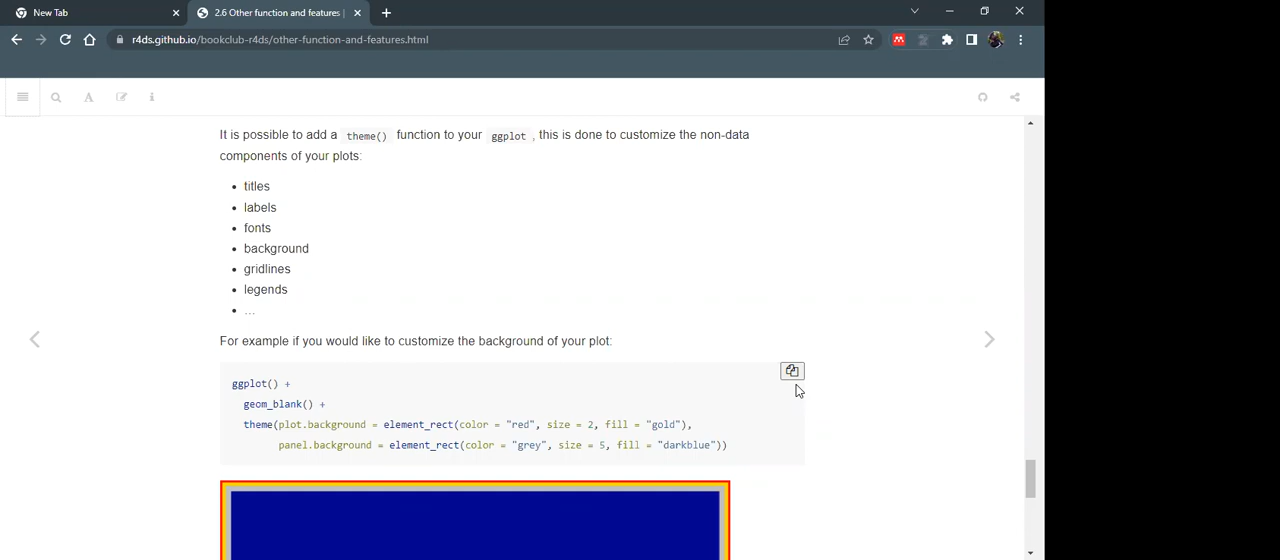 New Tab
2.6 Other function and features |
r4ds.github.io/bookclub-r4ds/other-function-and-features.html
It is possible to add a theme() function to your ggplot , this is done to customize the non-data
components of your plots:
• titles
• labels
• fonts
• background
• gridlines
• legends
• …
For example if you would like to customize the background of your plot:
ggplot() +
geom_blank() +
theme(plot.background = element_rect(color = "red", size = 2, fill = "gold"),
panel.background = element_rect(color = "grey", size = 5, fill = "darkblue"))